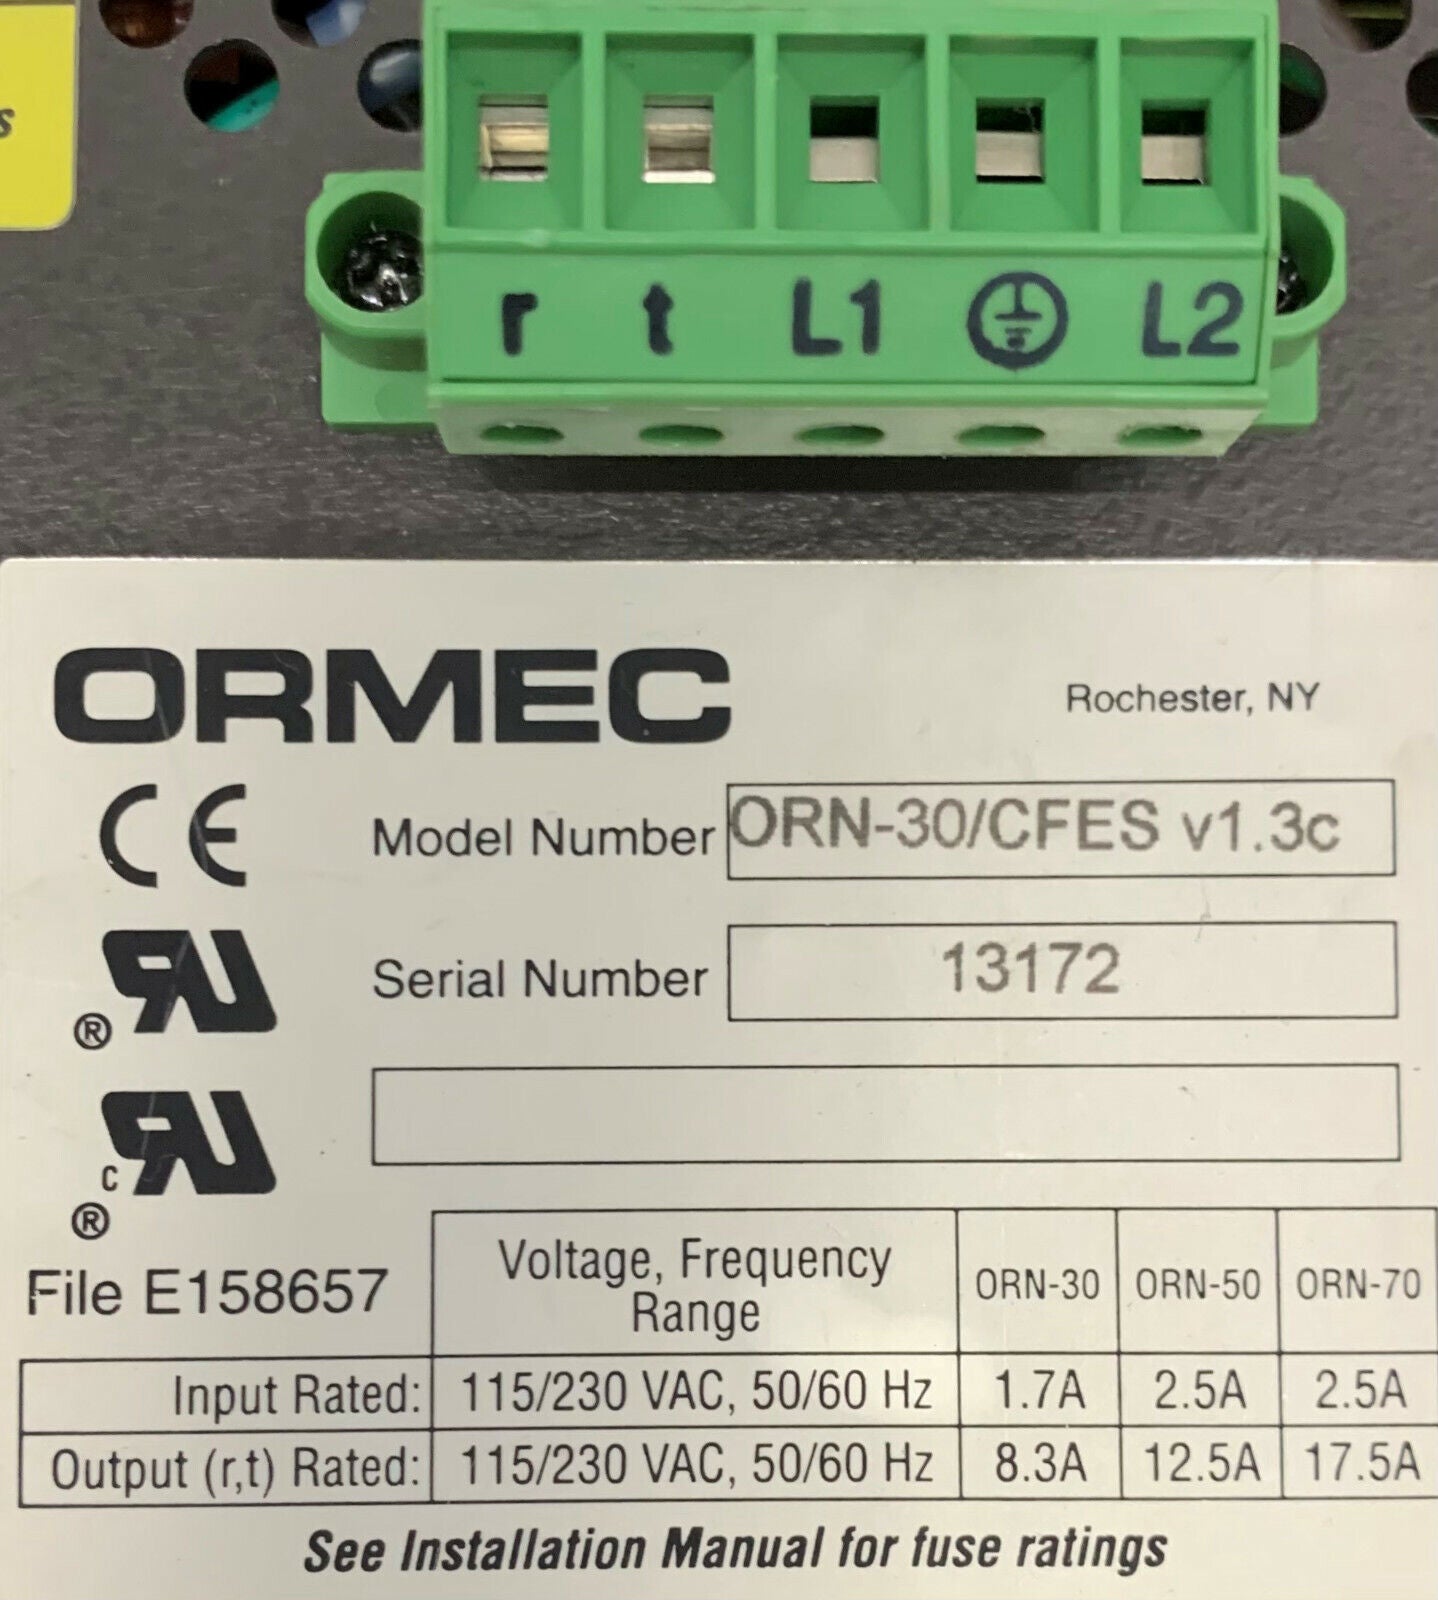 s
r t L1 L2
ORMEC
Rochester, NY
CE
Model Number ORN-30/CFES v1.3c
Serial Number 13172
®
C
®
File E158657
Voltage, Frequency Range ORN-30 ORN-50 ORN-70
Input Rated: 115/230 VAC, 50/60 Hz 1.7A 2.5A 2.5A
Output (r,t) Rated: 115/230 VAC, 50/60 Hz 8.3A 12.5A 17.5A
See Installation Manual for fuse ratings